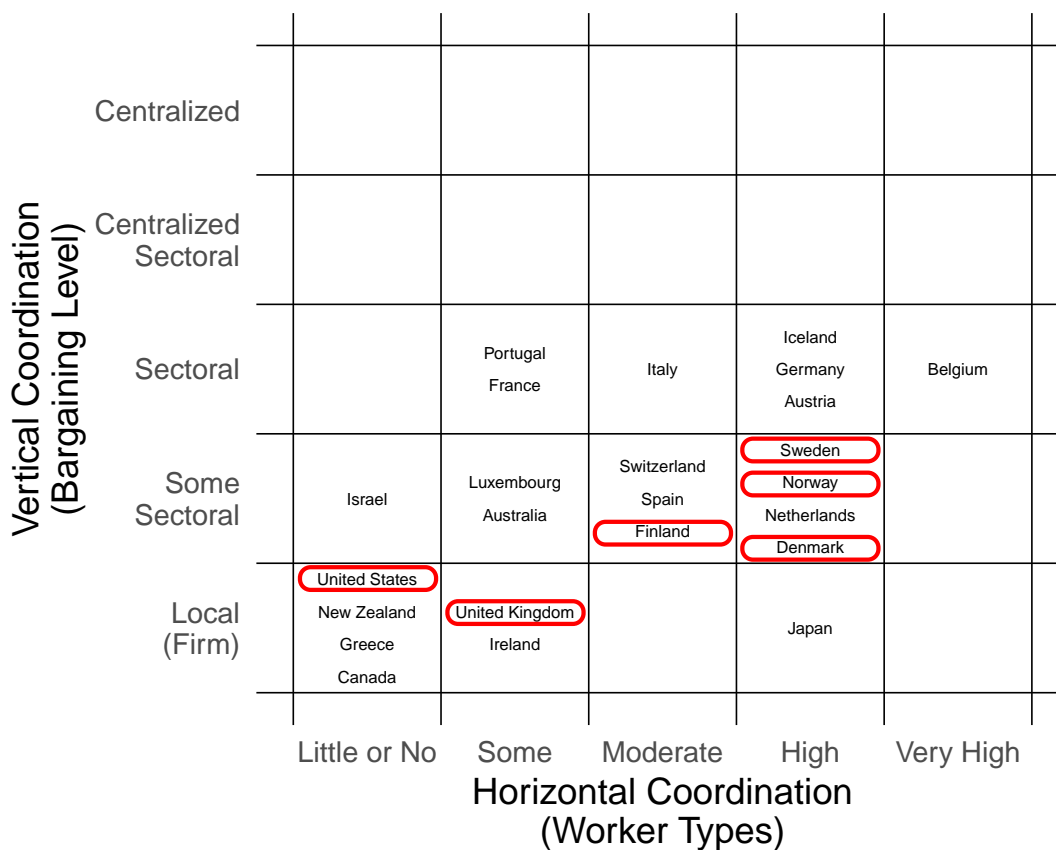 Vertical Coordination
(Bargaining Level)
Centralized
Centralized
Sectoral
Sectoral
Portugal
France
Italy
Iceland
Germany
Austria
Belgium
Some
Sectoral
Israel
Luxembourg
Australia
Switzerland
Spain
Finland
Sweden
Norway
Netherlands
Denmark
Local
(Firm)
United States
New Zealand
Greece
Canada
United Kingdom
Ireland
Japan
Little or No
Some
Moderate
High
Very High
Horizontal Coordination
(Worker Types)